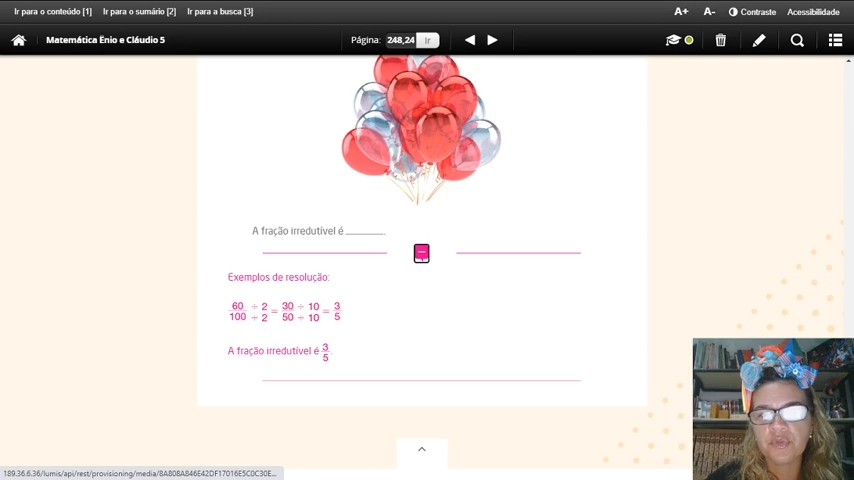 Ir para o conteúdo [1] Ir para o sumário [2] Ir para a busca [3] A+ A- Contraste Acessibilidade
Matemática Ênio e Cláudio 5 Página: 248,24 Ir
A fração irredutível é ______.
Exemplos de resolução:
60 ÷ 2 = 30 ÷ 10 = 3
100 ÷ 2 50 ÷ 10 5
A fração irredutível é 3
5
189.36.6.36/lumis/api/rest/provisioning/media/8A808A846E42DF17016E5C0C30E...